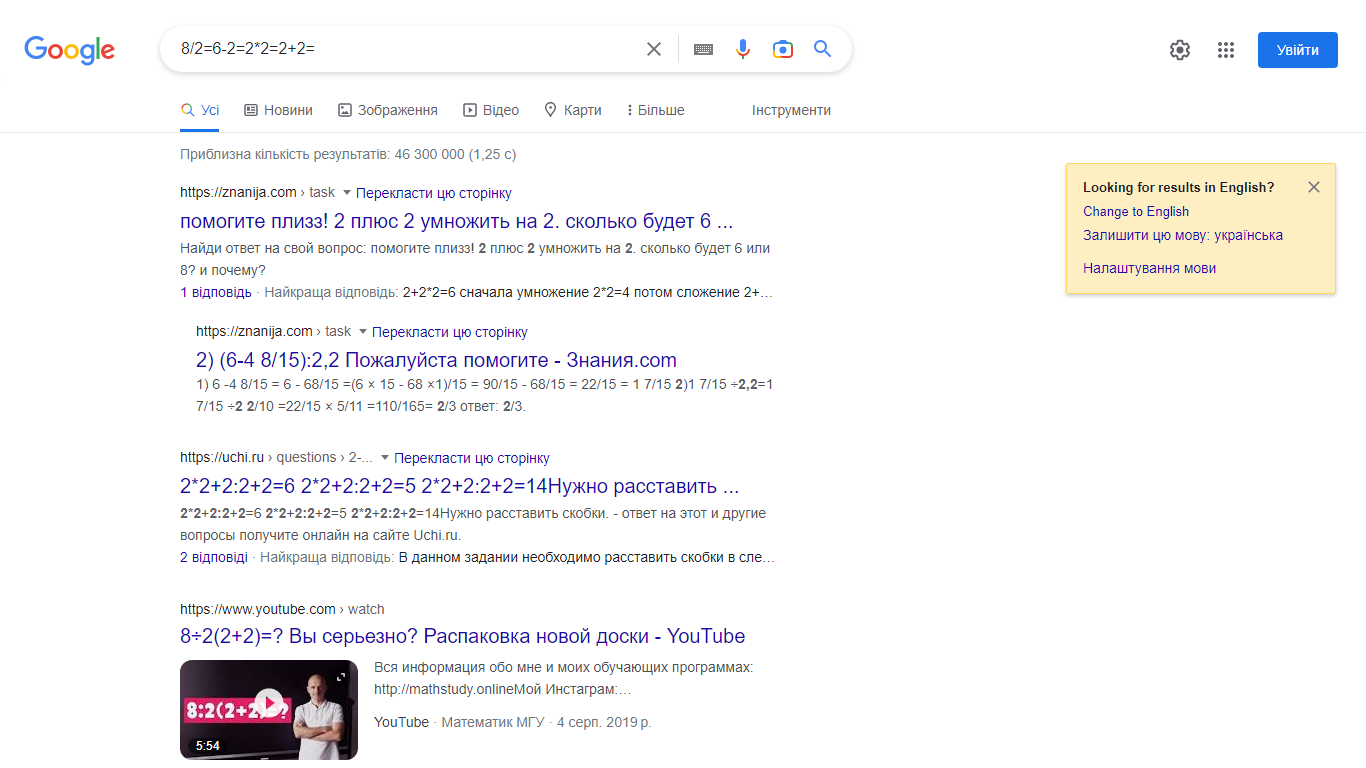 Google
8/2=6-2=2*2=2+2=
Увійти
Усі
Новини
Зображення
Відео
Карти
Більше
Інструменти
Приблизна кількість результатів: 46 300 000 (1,25 с)
https://znanija.com › task Перекласти цю сторінку
помогите плизз! 2 плюс 2 умножить на 2. сколько будет 6 ...
Найди ответ на свой вопрос: помогите плизз! 2 плюс 2 умножить на 2. сколько будет 6 или
8? и почему?
1 відповідь · Найкраща відповідь: 2+2*2=6 сначала умножение 2*2=4 потом сложение 2+…
https://znanija.com › task Перекласти цю сторінку
2) (6-4 8/15):2,2 Пожалуйста помогите - Знания.com
1) 6 -4 8/15 = 6 - 68/15 =(6 × 15 - 68 ×1)/15 = 90/15 - 68/15 = 22/15 = 1 7/15 2)1 7/15 ÷2,2=1
7/15 ÷2 2/10 =22/15 × 5/11 =110/165= 2/3 ответ: 2/3.
https://uchi.ru › questions › 2-... Перекласти цю сторінку
2*2+2:2+2=6 2*2+2:2+2=5 2*2+2:2+2=14Нужно расставить ...
2*2+2:2+2=6 2*2+2:2+2=5 2*2+2:2+2=14Нужно расставить скобки. - ответ на этот и другие
вопросы получите онлайн на сайте Uchi.ru.
2 відповіді · Найкраща відповідь: В данном задании необходимо расставить скобки в сле…
https://www.youtube.com › watch
8÷2(2+2)=? Вы серьезно? Распаковка новой доски - YouTube
8:2(2+2)=?
5:54
Вся информация обо мне и моих обучающих программах:
http://mathstudy.onlineМой Инстаграм:…
YouTube · Математик МГУ · 4 серп. 2019 р.
Looking for results in English?
Change to English
Залишити цю мову: українська
Налаштування мови